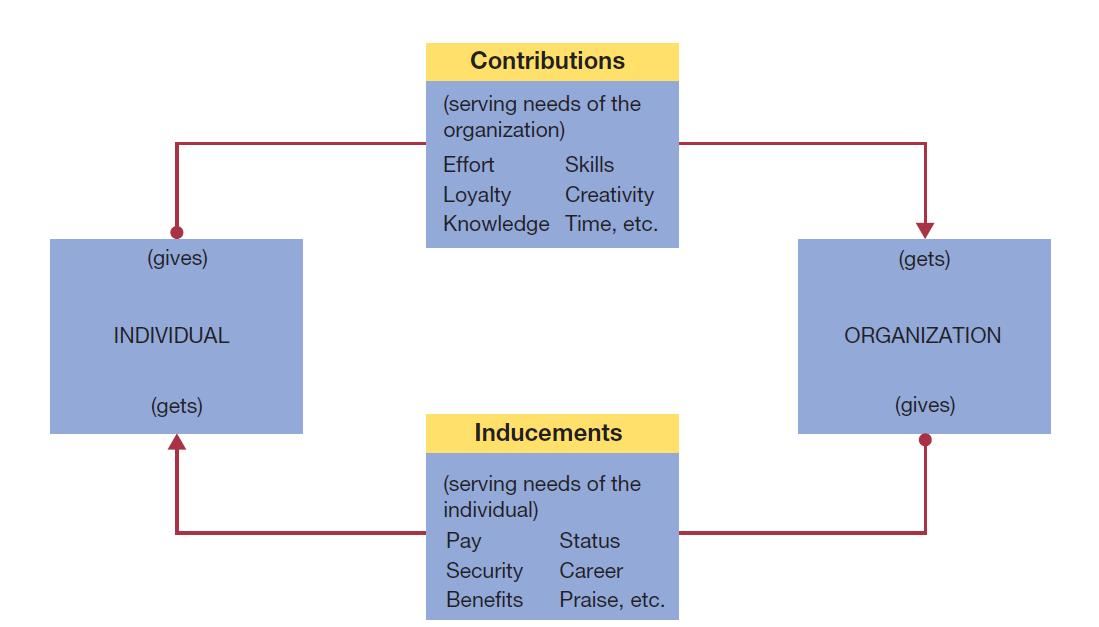 Contributions
(serving needs of the
organization)
Effort Skills
Loyalty Creativity
Knowledge Time, etc.
(gives)
INDIVIDUAL
(gets)
(gets)
ORGANIZATION
(gives)
Inducements
(serving needs of the
individual)
Pay Status
Security Career
Benefits Praise, etc.